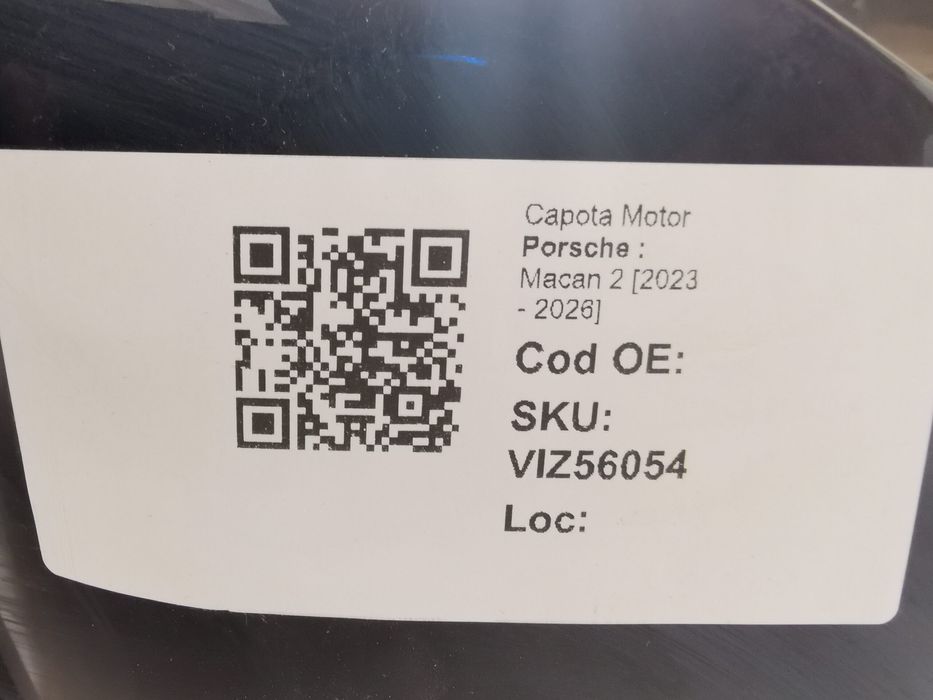 Capota Motor
Porsche :
Macan 2 [2023
- 2026]
Cod OE:
SKU:
VIZ56054
Loc: